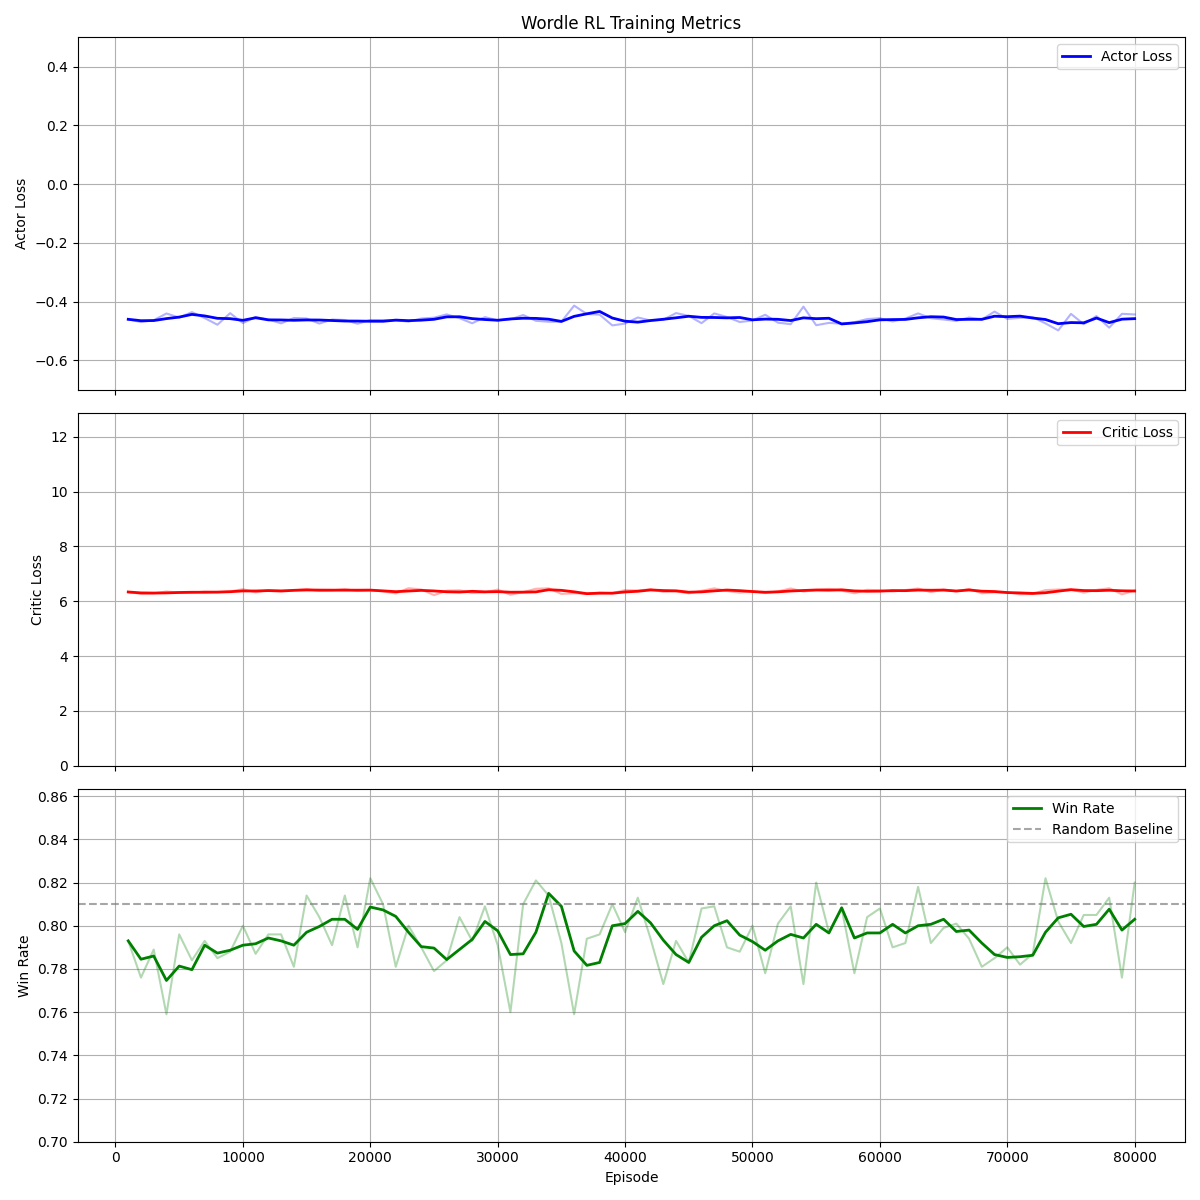 Wordle RL Training Metrics
Actor Loss
0.4
0.2
0.0
−0.2
−0.4
−0.6
Actor Loss
Critic Loss
12
10
8
6
4
2
0
Critic Loss
Win Rate
Random Baseline
0.86
0.84
0.82
0.80
0.78
0.76
0.74
0.72
0.70
Win Rate
0 10000 20000 30000 40000 50000 60000 70000 80000
Episode